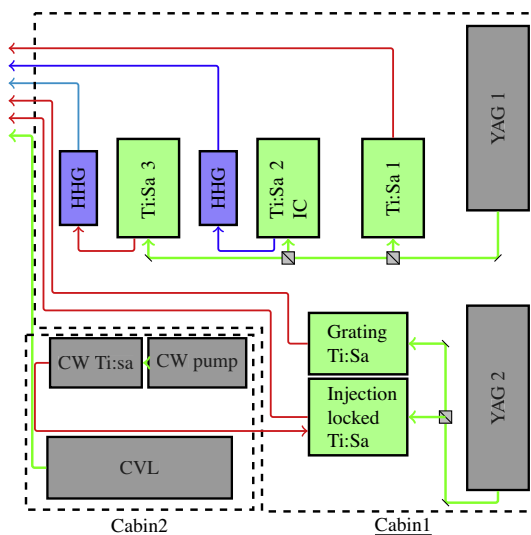 YAG 1
HHG
Ti:Sa 3
HHG
Ti:Sa 2
IC
Ti:Sa 1
Grating
Ti:Sa
CW Ti:sa
CW pump
Injection
locked
Ti:Sa
YAG 2
CVL
Cabin2
Cabin1